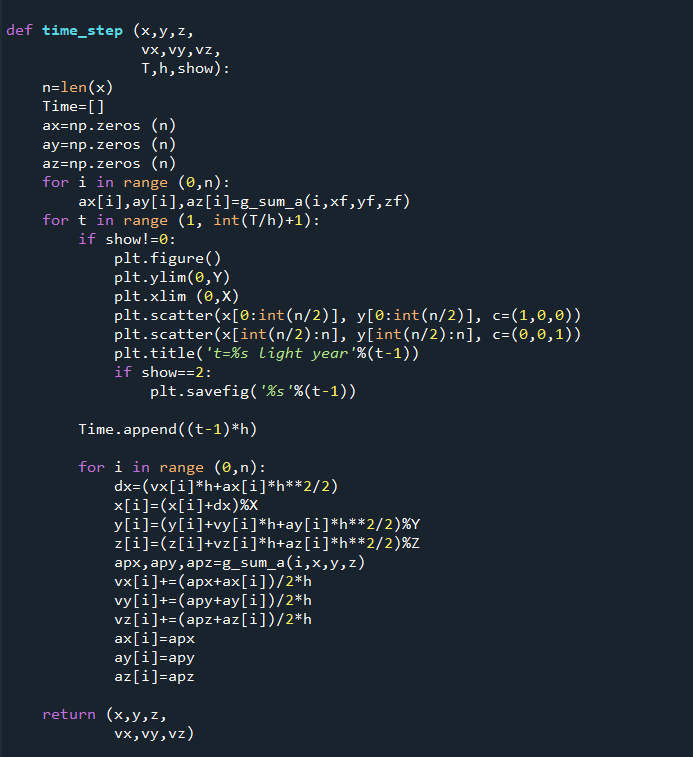 def time_step (x,y,z,
               vx,vy,vz,
               T,h,show):
    n=len(x)
    Time=[]
    ax=np.zeros (n)
    ay=np.zeros (n)
    az=np.zeros (n)
    for i in range (0,n):
        ax[i],ay[i],az[i]=g_sum_a(i,xf,yf,zf)
    for t in range (1, int(T/h)+1):
        if show!=0:
            plt.figure()
            plt.ylim(0,Y)
            plt.xlim (0,X)
            plt.scatter(x[0:int(n/2)], y[0:int(n/2)], c=(1,0,0))
            plt.scatter(x[int(n/2):n], y[int(n/2):n], c=(0,0,1))
            plt.title('t=%s light year'%(t-1))
            if show==2:
                plt.savefig('%s'%(t-1))
        Time.append((t-1)*h)
        for i in range (0,n):
            dx=(vx[i]*h+ax[i]*h**2/2)
            x[i]=(x[i]+dx)%X
            y[i]=(y[i]+vy[i]*h+ay[i]*h**2/2)%Y
            z[i]=(z[i]+vz[i]*h+az[i]*h**2/2)%Z
            apx,apy,apz=g_sum_a(i,x,y,z)
            vx[i]+=(apx+ax[i])/2*h
            vy[i]+=(apy+ay[i])/2*h
            vz[i]+=(apz+az[i])/2*h
            ax[i]=apx
            ay[i]=apy
            az[i]=apz
    return (x,y,z,
            vx,vy,vz)